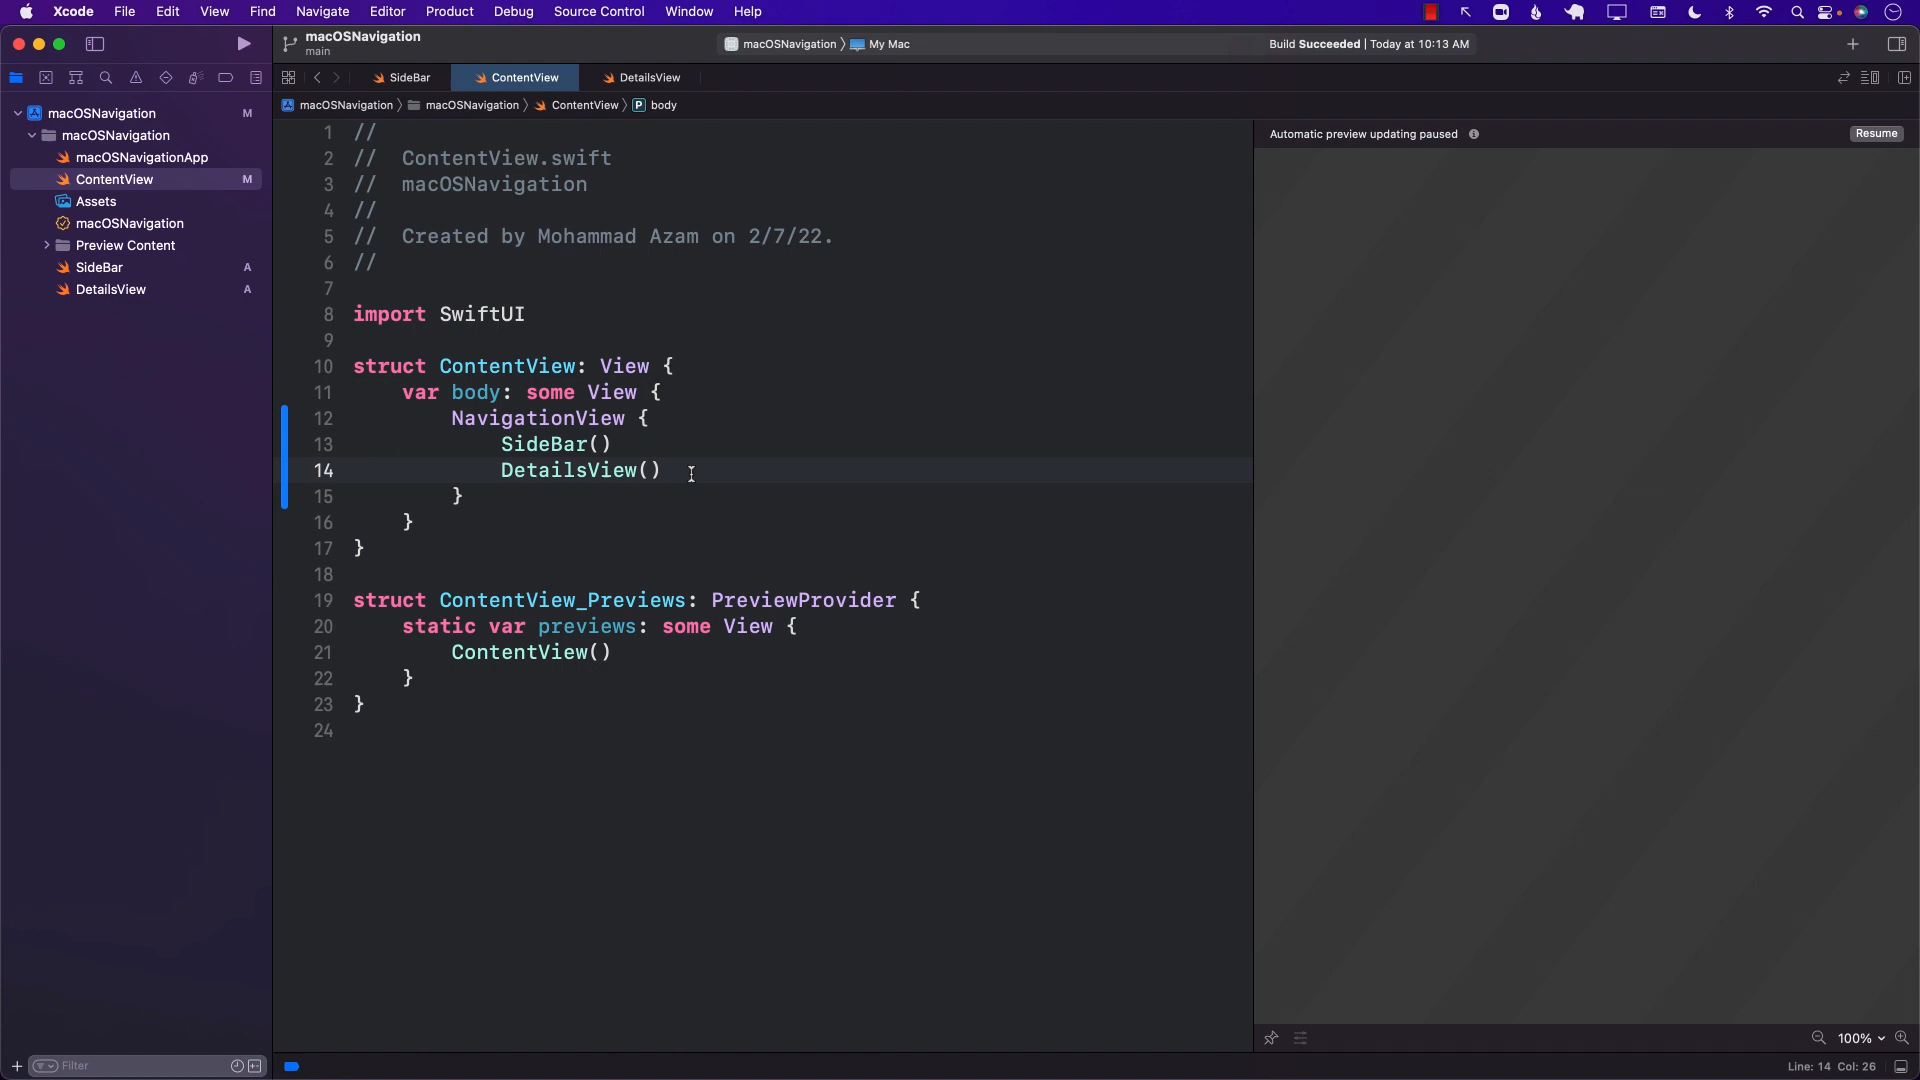 Xcode File Edit View Find Navigate Editor Product Debug Source Control Window Help
macOSNavigation
main
macOSNavigation 〉 My Mac
Build Succeeded | Today at 10:13 AM
SideBar
ContentView
DetailsView
macOSNavigation 〉 macOSNavigation 〉 ContentView 〉 P body
macOSNavigation M
macOSNavigation
macOSNavigationApp
ContentView M
Assets
macOSNavigation
Preview Content
SideBar A
DetailsView A
1 //
2 //  ContentView.swift
3 //  macOSNavigation
4 //
5 //  Created by Mohammad Azam on 2/7/22.
6 //
7
8 import SwiftUI
9
10 struct ContentView: View {
11     var body: some View {
12         NavigationView {
13             SideBar()
14             DetailsView()
15         }
16     }
17 }
18
19 struct ContentView_Previews: PreviewProvider {
20     static var previews: some View {
21         ContentView()
22     }
23 }
24
Automatic preview updating paused
Resume
100%
Filter
Line: 14 Col: 26